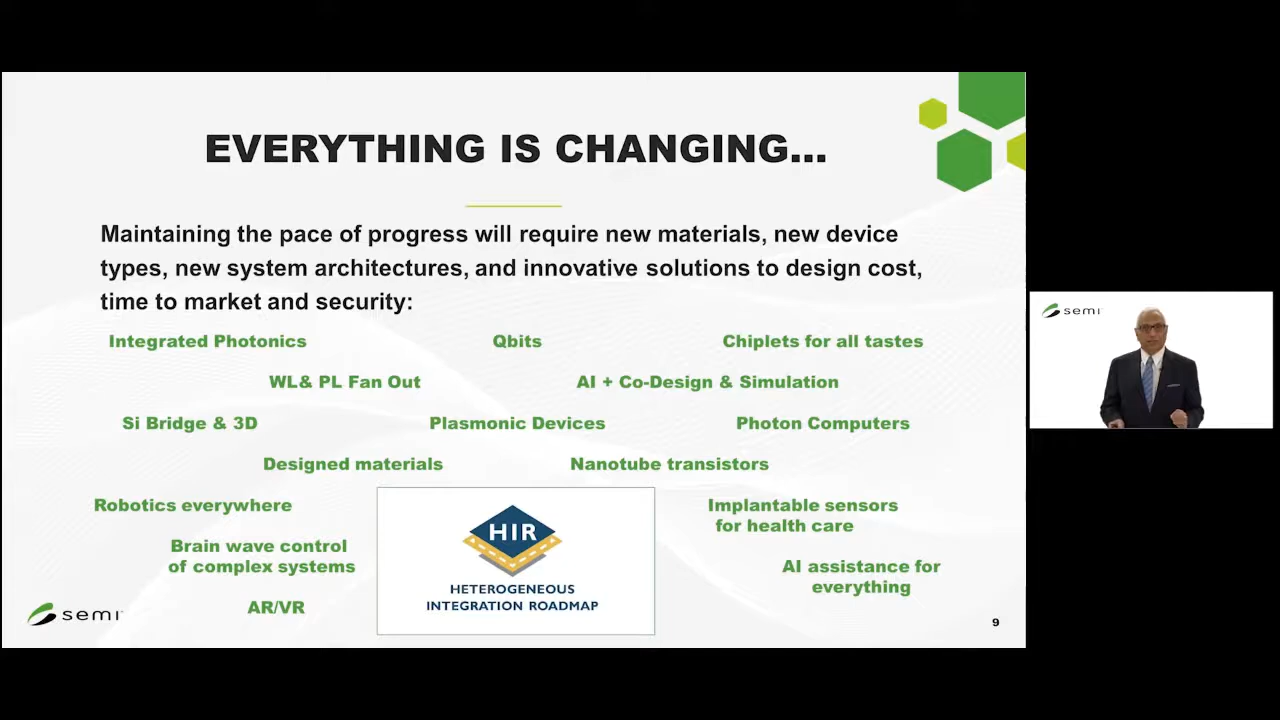 EVERYTHING IS CHANGING...
Maintaining the pace of progress will require new materials, new device
types, new system architectures, and innovative solutions to design cost,
time to market and security:
Integrated Photonics
Qbits
Chiplets for all tastes
WL& PL Fan Out
AI + Co-Design & Simulation
Si Bridge & 3D
Plasmonic Devices
Photon Computers
Designed materials
Nanotube transistors
Robotics everywhere
Implantable sensors
for health care
Brain wave control
of complex systems
AI assistance for
everything
AR/VR
HIR
HETEROGENEOUS
INTEGRATION ROADMAP
semi
9
semi